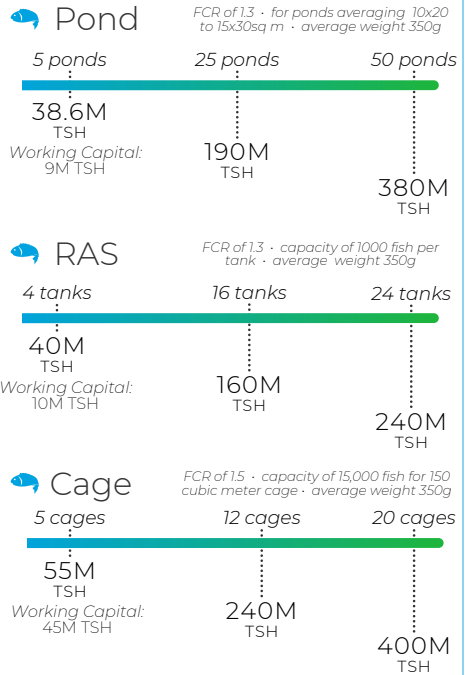 Pond
FCR of 1.3 • for ponds averaging 10x20
to 15x30sq m • average weight 350g
5 ponds
25 ponds
50 ponds
38.6M
TSH
Working Capital:
9M TSH
190M
TSH
380M
TSH
RAS
FCR of 1.3 • capacity of 1000 fish per
tank • average weight 350g
4 tanks
16 tanks
24 tanks
40M
TSH
Working Capital:
10M TSH
160M
TSH
240M
TSH
Cage
FCR of 1.5 • capacity of 15,000 fish for 150
cubic meter cage • average weight 350g
5 cages
12 cages
20 cages
55M
TSH
Working Capital:
45M TSH
240M
TSH
400M
TSH